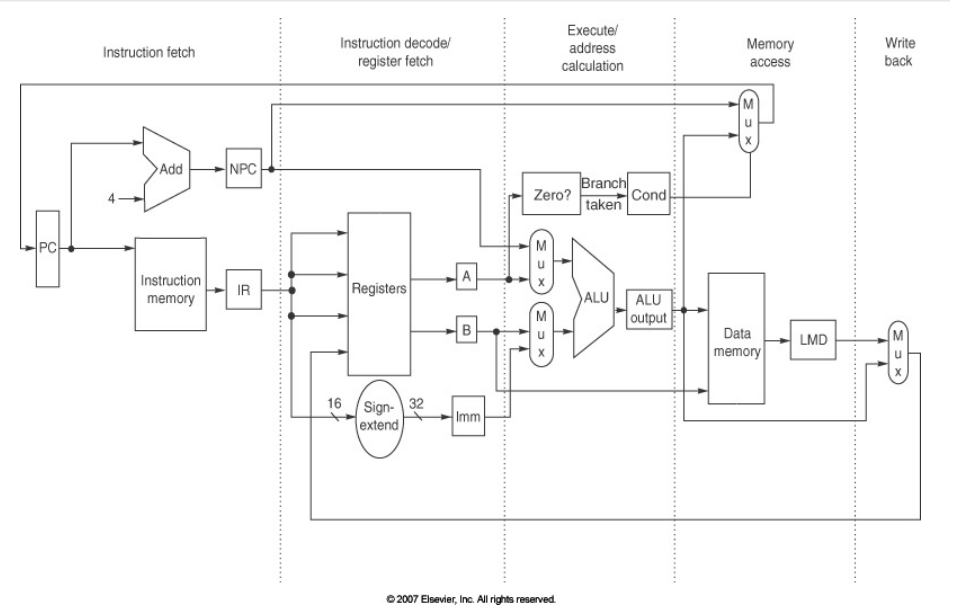 Instruction fetch
Instruction decode/
register fetch
Execute/
address
calculation
Memory
access
Write
back
M
u
x
Add
NPC
4
Zero?
Branch
taken
Cond
PC
Instruction
memory
IR
Registers
A
B
M
u
x
M
u
x
ALU
ALU
output
Data
memory
LMD
M
u
x
16
Sign-
extend
32
Imm
© 2007 Elsevier, Inc. All rights reserved.